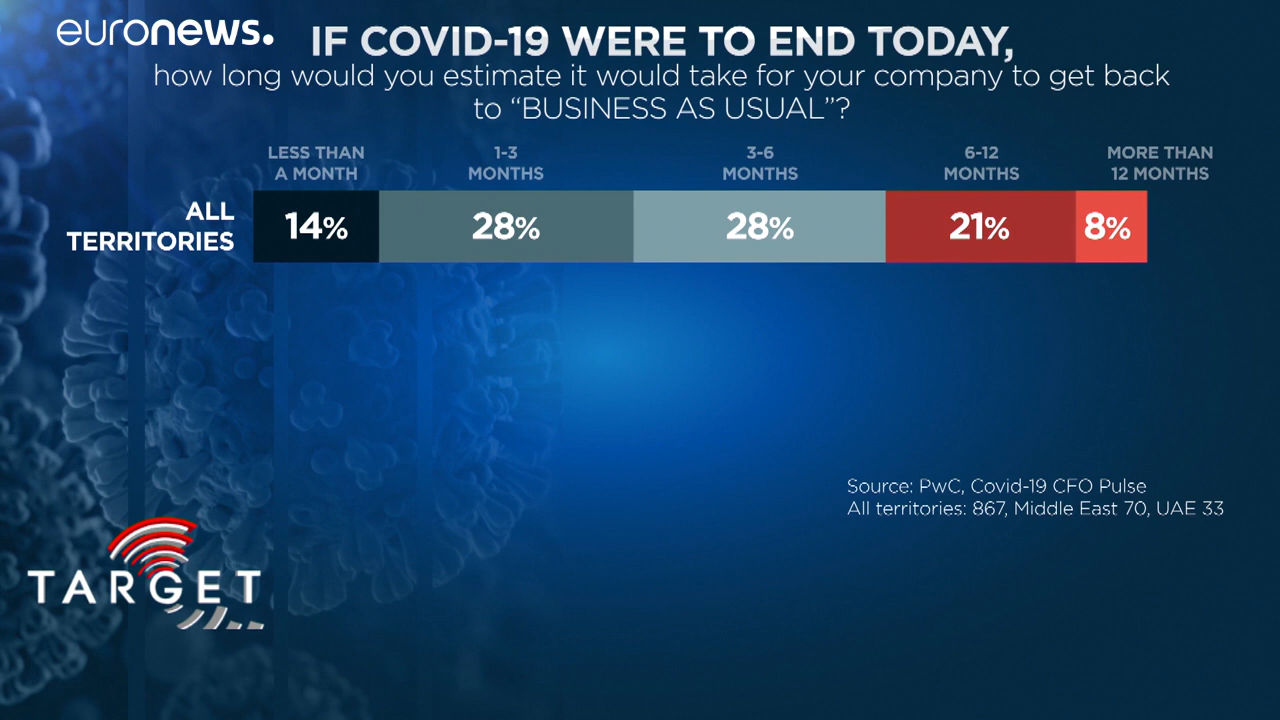 euronews.
IF COVID-19 WERE TO END TODAY,
how long would you estimate it would take for your company to get back
to “BUSINESS AS USUAL”?
LESS THAN
A MONTH
1-3
MONTHS
3-6
MONTHS
6-12
MONTHS
MORE THAN
12 MONTHS
ALL
TERRITORIES
14%
28%
28%
21%
8%
Source: PwC, Covid-19 CFO Pulse
All territories: 867, Middle East 70, UAE 33
TARGET